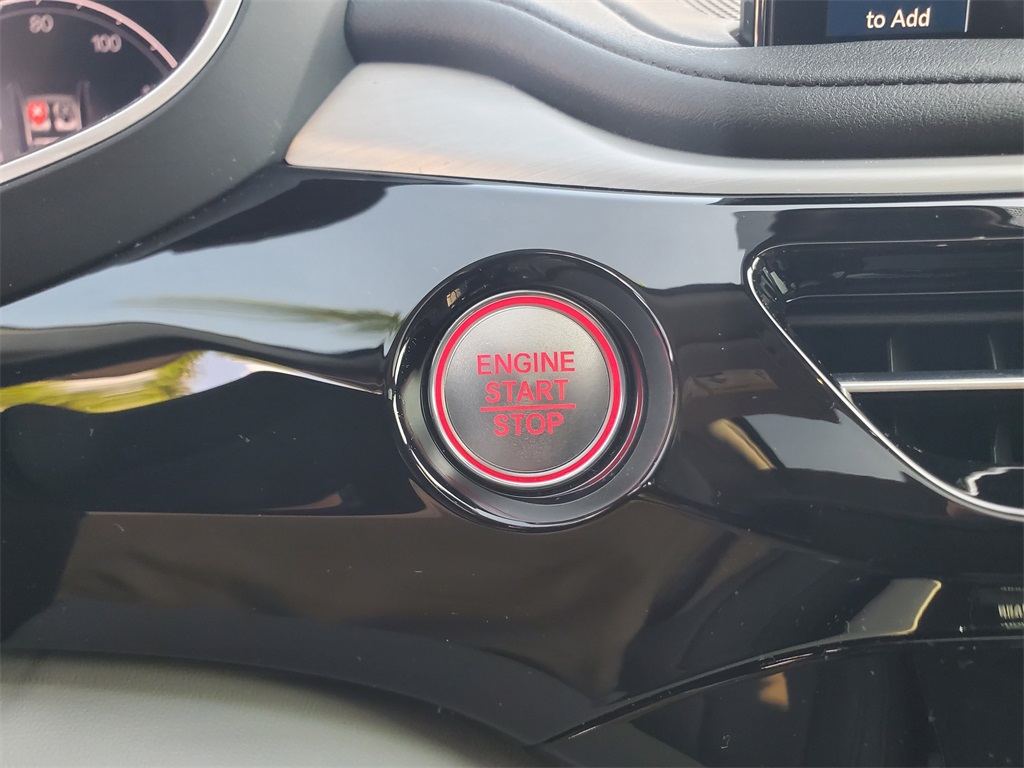 80
100
to Add
ENGINE
START
STOP